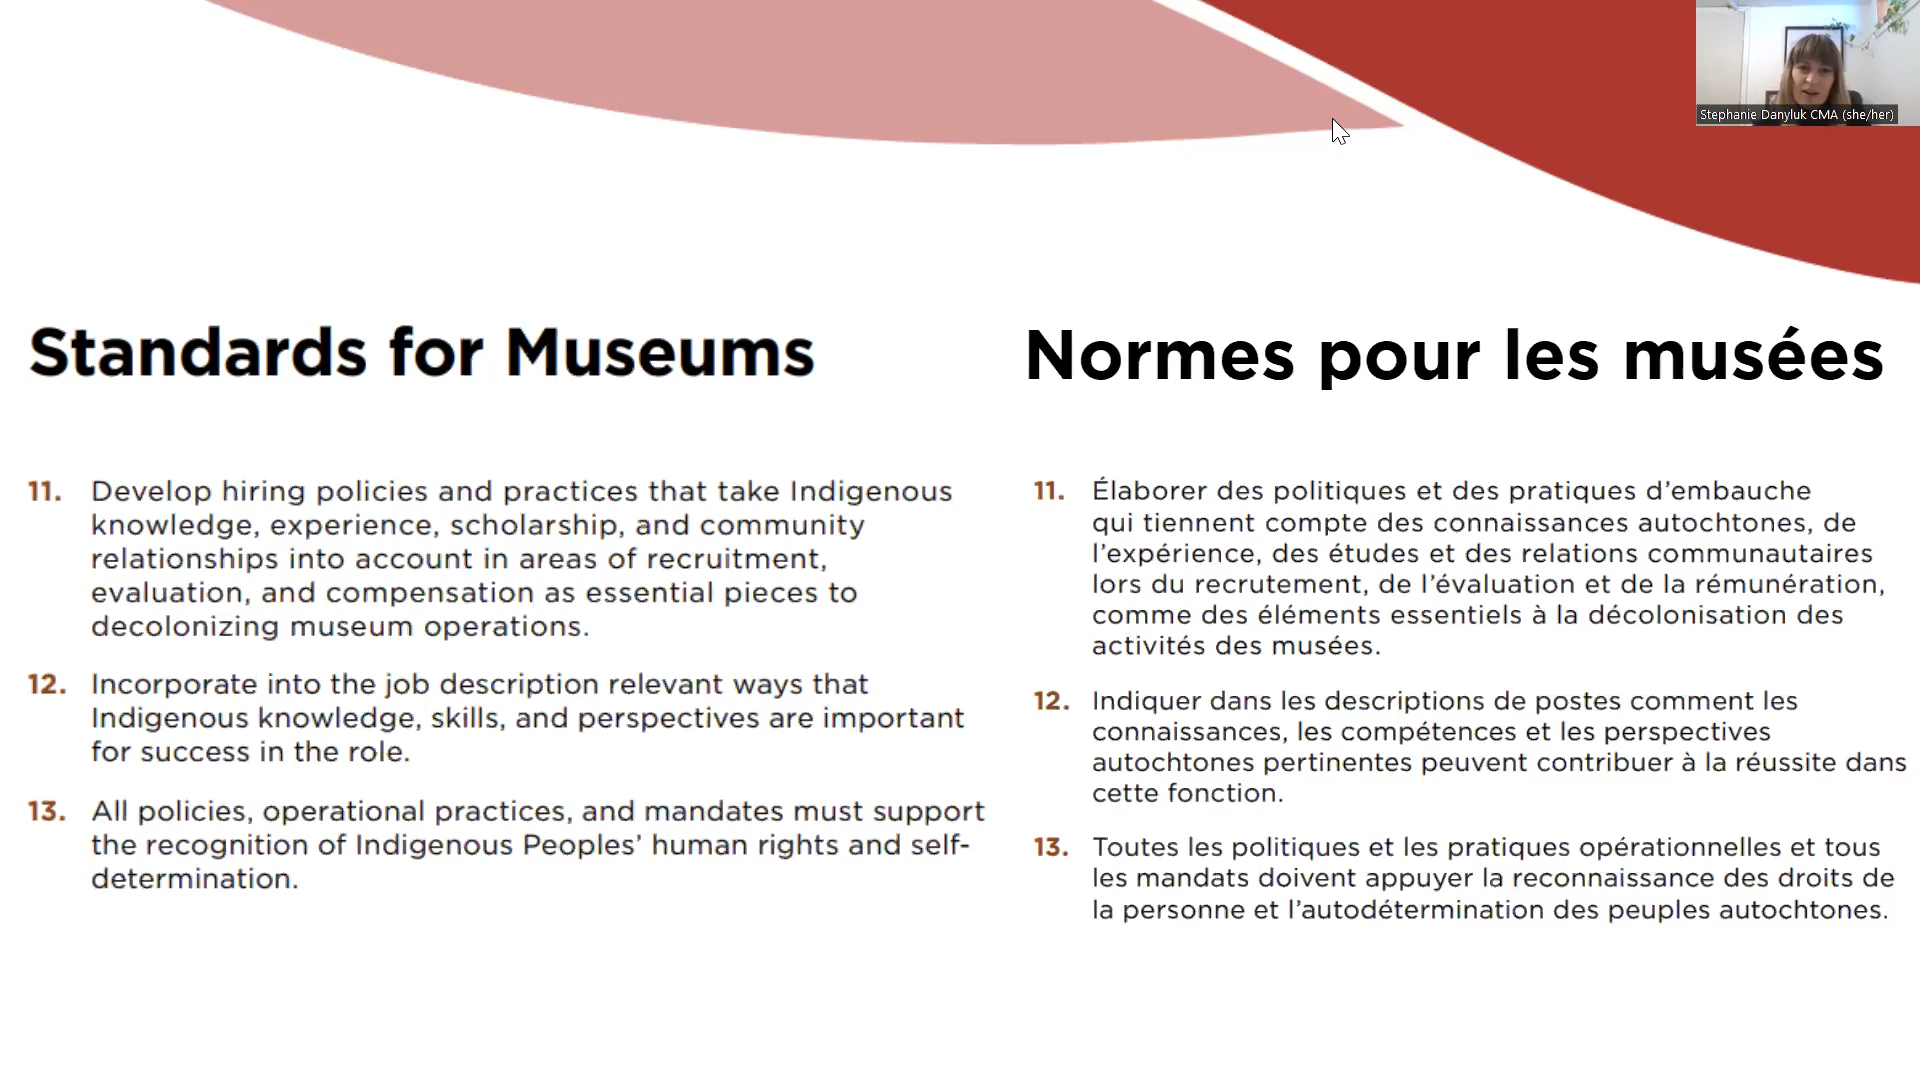 Stephanie Danyluk CMA (she/her)
Standards for Museums
11. Develop hiring policies and practices that take Indigenous
knowledge, experience, scholarship, and community
relationships into account in areas of recruitment,
evaluation, and compensation as essential pieces to
decolonizing museum operations.
12. Incorporate into the job description relevant ways that
Indigenous knowledge, skills, and perspectives are important
for success in the role.
13. All policies, operational practices, and mandates must support
the recognition of Indigenous Peoples’ human rights and self-
determination.
Normes pour les musées
11. Élaborer des politiques et des pratiques d’embauche
qui tiennent compte des connaissances autochtones, de
l’expérience, des études et des relations communautaires
lors du recrutement, de l’évaluation et de la rémunération,
comme des éléments essentiels à la décolonisation des
activités des musées.
12. Indiquer dans les descriptions de postes comment les
connaissances, les compétences et les perspectives
autochtones pertinentes peuvent contribuer à la réussite dans
cette fonction.
13. Toutes les politiques et les pratiques opérationnelles et tous
les mandats doivent appuyer la reconnaissance des droits de
la personne et l’autodétermination des peuples autochtones.